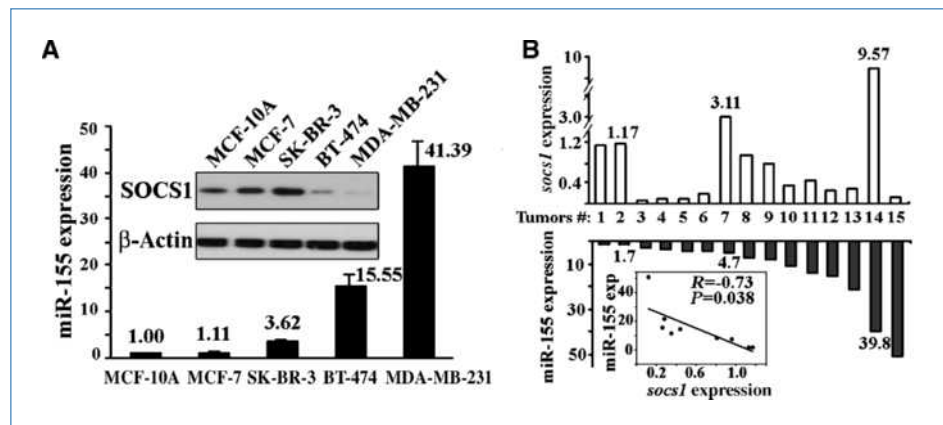 A
miR-155 expression
50
40
30
20
10
0
MCF-10A
MCF-7
SK-BR-3
BT-474
MDA-MB-231
SOCS1
β-Actin
1.00
1.11
3.62
15.55
41.39
MCF-10A MCF-7 SK-BR-3 BT-474 MDA-MB-231
B
socs1 expression
10
3.0
1.2
0.4
1.17
3.11
9.57
Tumors #: 1 2 3 4 5 6 7 8 9 10 11 12 13 14 15
miR-155 expression
10
30
50
1.7
4.7
39.8
miR-155 exp
40
20
0
R=-0.73
P=0.038
0.2 0.6 1.0
socs1 expression